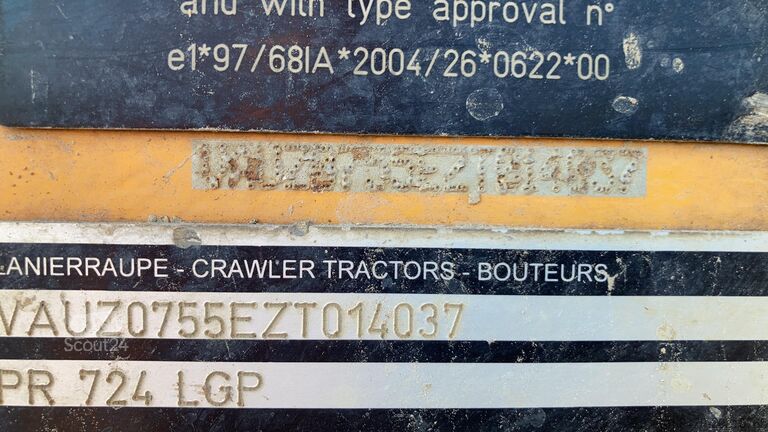 and with type approval n°
e1*97/68IA*2004/26*0622*00
VAUZ0755EZT014037
LANIERRAUPE - CRAWLER TRACTORS - BOUTEURS
VAUZ0755EZT014037
Scout24
PR 724 LGP